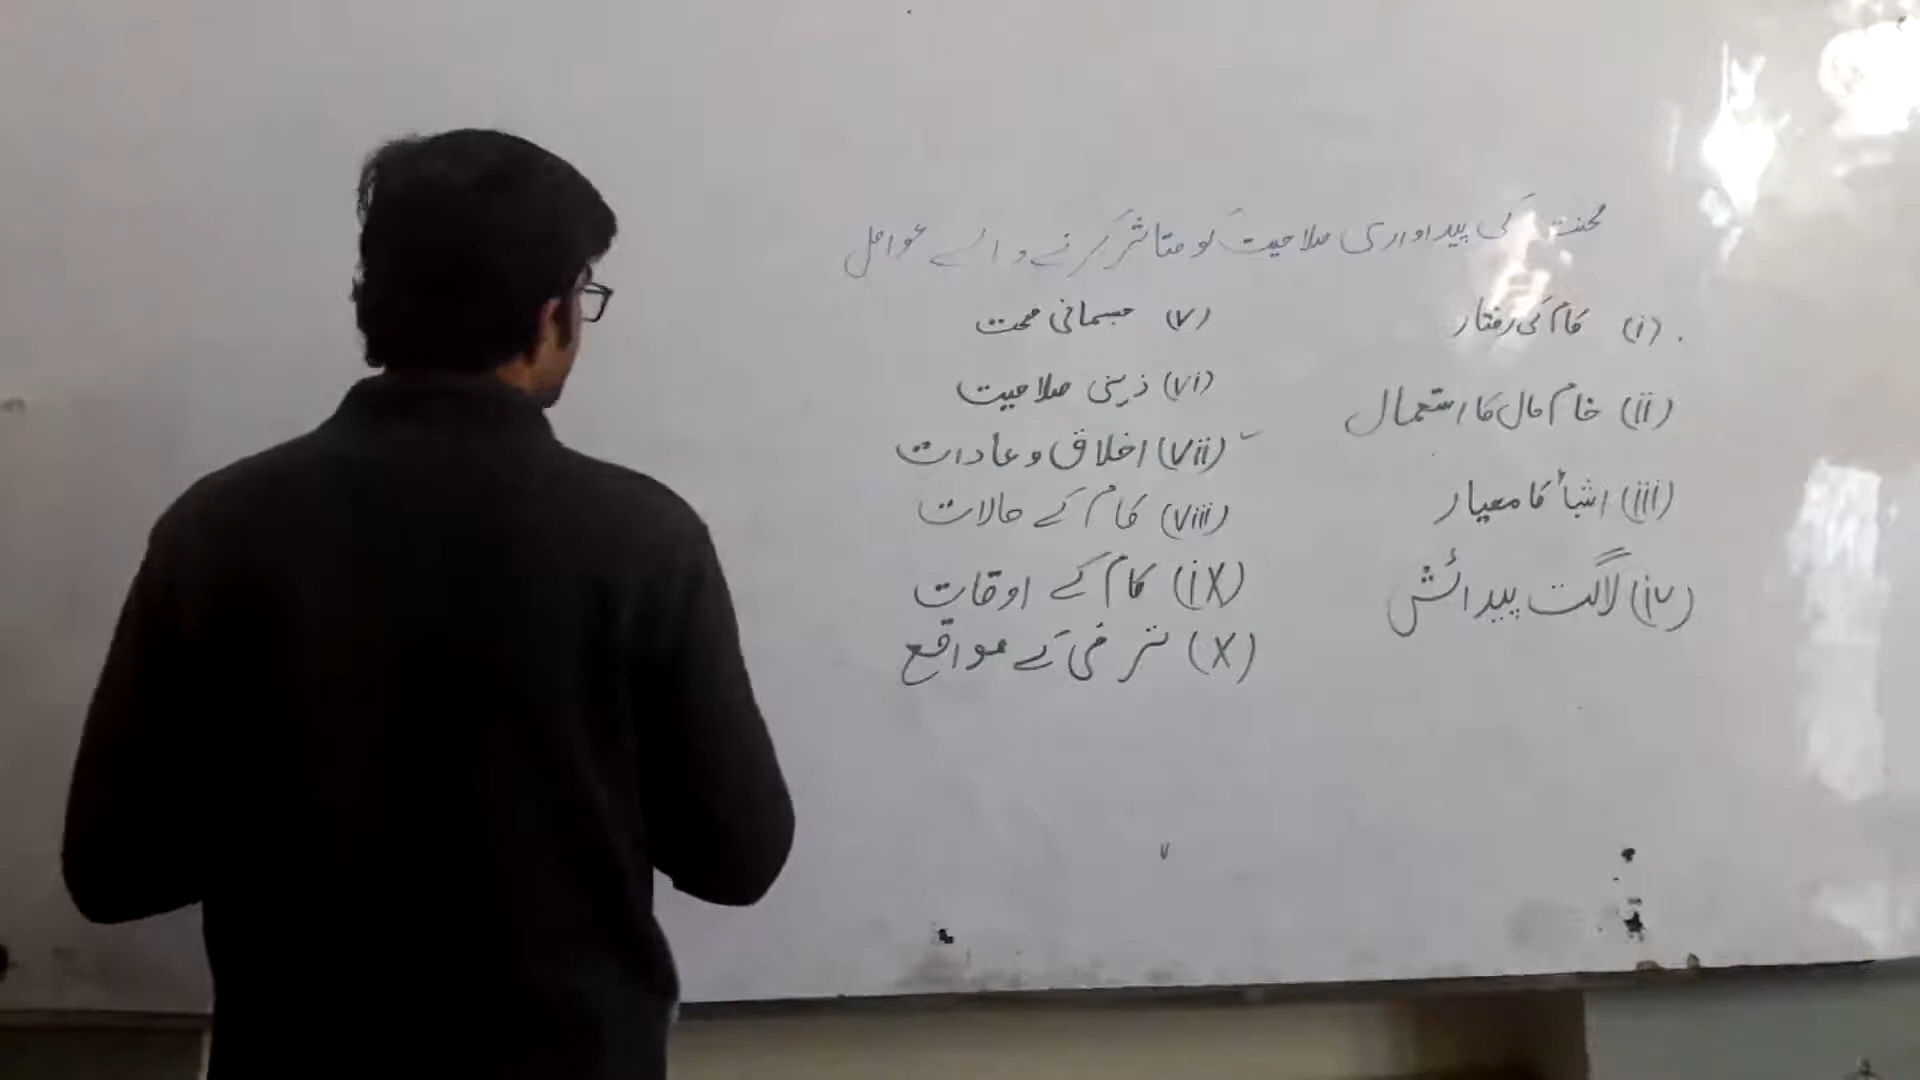 محنت کی پیداواری صلاحیت کو متاثر کرنے والے عوامل
(i) کام کی رفتار
(ii) خام مال کا استعمال
(iii) اشیاٗ کا معیار
(iv) لاگت پیدائش
(v) جسمانی صحت
(vi) ذہنی صلاحیت
(vii) اخلاق و عادات
(viii) کام کے حالات
(ix) کام کے اوقات
(x) ترقی کے مواقع